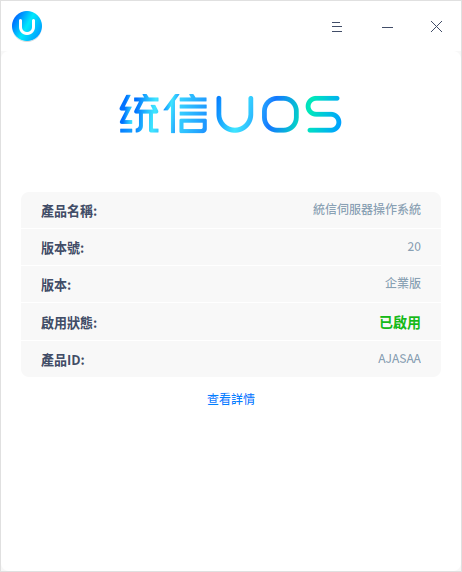 统信UOS
產品名稱: 統信伺服器操作系統
版本號: 20
版本: 企業版
啟用狀態: 已啟用
產品ID: AJASAA
查看詳情